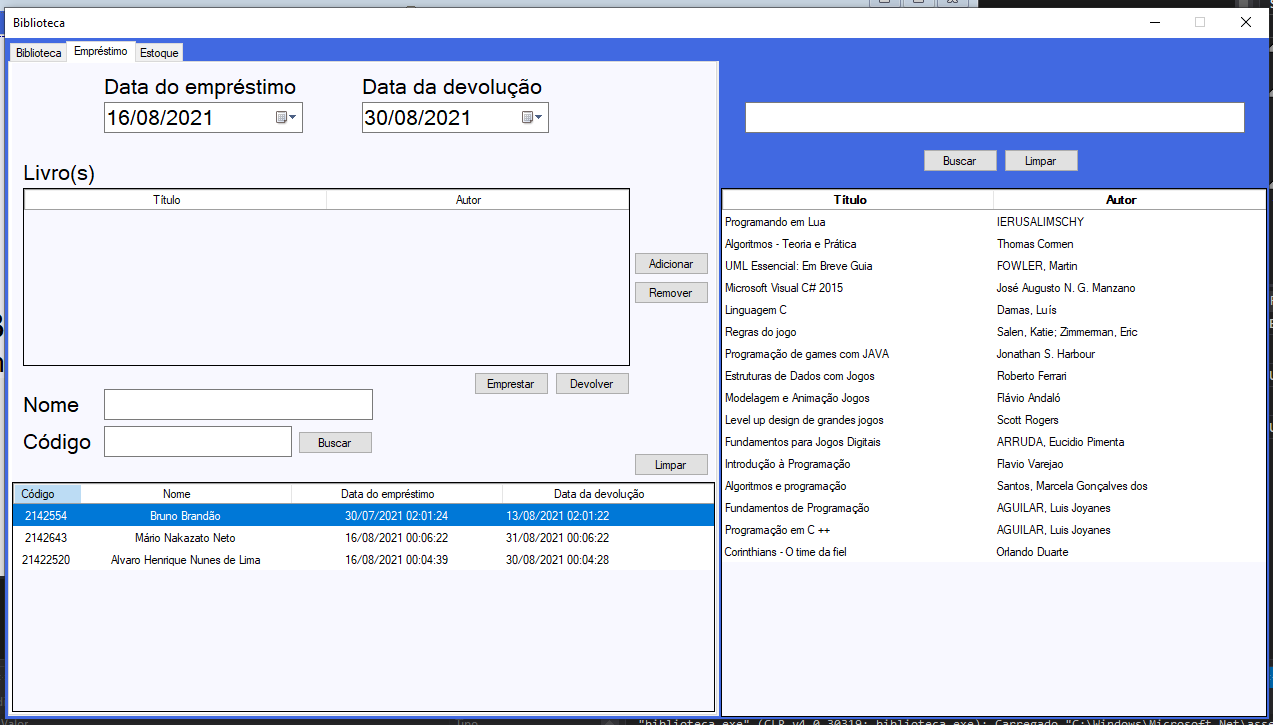 Biblioteca
Biblioteca Empréstimo Estoque
Data do empréstimo Data da devolução
16/08/2021 30/08/2021
Buscar Limpar
Livro(s)
Título Autor
Adicionar
Remover
Emprestar Devolver
Nome
Código Buscar
Limpar
Código Nome Data do empréstimo Data da devolução
2142554 Bruno Brandão 30/07/2021 02:01:24 13/08/2021 02:01:22
2142643 Mário Nakazato Neto 16/08/2021 00:06:22 31/08/2021 00:06:22
21422520 Alvaro Henrique Nunes de Lima 16/08/2021 00:04:39 30/08/2021 00:04:28
Título Autor
Programando em Lua IERUSALIMSCHY
Algoritmos - Teoria e Prática Thomas Cormen
UML Essencial: Em Breve Guia FOWLER, Martin
Microsoft Visual C# 2015 José Augusto N. G. Manzano
Linguagem C Damas, Luís
Regras do jogo Salen, Katie; Zimmerman, Eric
Programação de games com JAVA Jonathan S. Harbour
Estruturas de Dados com Jogos Roberto Ferrari
Modelagem e Animação Jogos Flávio Andaló
Level up design de grandes jogos Scott Rogers
Fundamentos para Jogos Digitais ARRUDA, Eucidio Pimenta
Introdução à Programação Flavio Varejao
Algoritmos e programação Santos, Marcela Gonçalves dos
Fundamentos de Programação AGUILAR, Luis Joyanes
Programação em C ++ AGUILAR, Luis Joyanes
Corinthians - O time da fiel Orlando Duarte
Valor Tipo "biblioteca.exe" (CLR v4.0.30319: biblioteca.exe): Carregado "C:\Windows\Microsoft.Net\asse